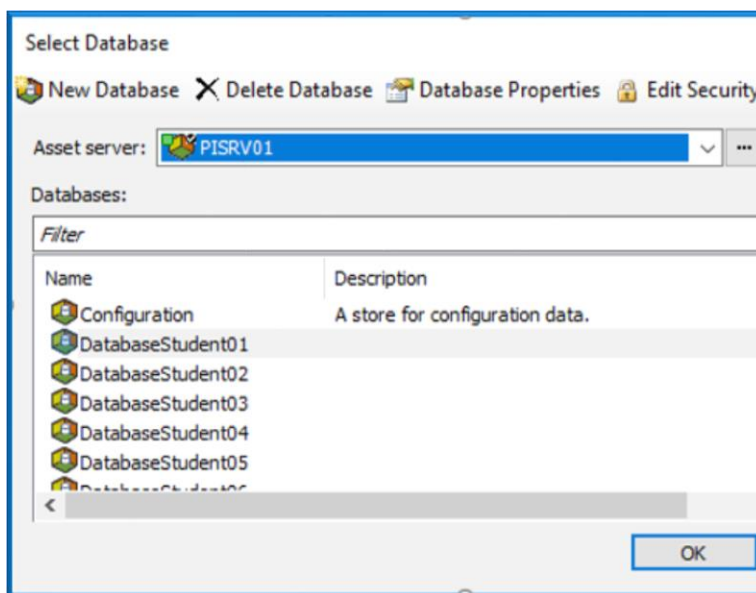 Select Database
New Database Delete Database Database Properties Edit Security
Asset server: PISRV01 ...
Databases:
Filter
Name Description
Configuration A store for configuration data.
DatabaseStudent01
DatabaseStudent02
DatabaseStudent03
DatabaseStudent04
DatabaseStudent05
OK